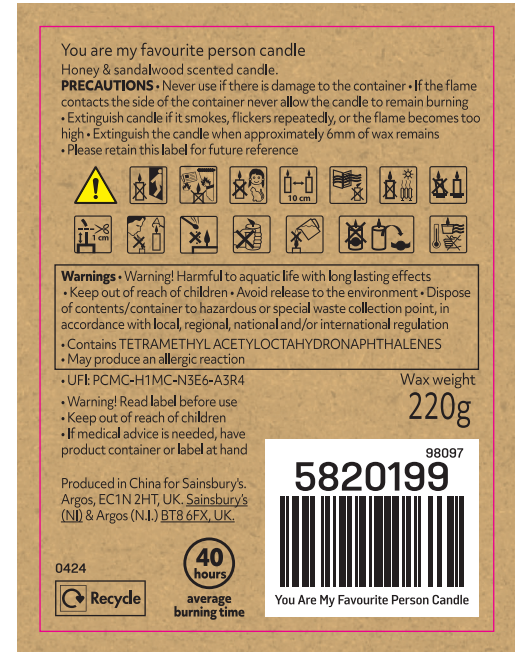 You are my favourite person candle
Honey & sandalwood scented candle.
PRECAUTIONS • Never use if there is damage to the container • If the flame
contacts the side of the container never allow the candle to remain burning
• Extinguish candle if it smokes, flickers repeatedly, or the flame becomes too
high • Extinguish the candle when approximately 6mm of wax remains
• Please retain this label for future reference
10 cm
1 cm
Warnings • Warning! Harmful to aquatic life with long lasting effects
• Keep out of reach of children • Avoid release to the environment • Dispose
of contents/container to hazardous or special waste collection point, in
accordance with local, regional, national and/or international regulation
• Contains TETRAMETHYL ACETYLOCTAHYDRONAPHTHALENES
• May produce an allergic reaction
• UFI: PCMC-H1MC-N3E6-A3R4
• Warning! Read label before use
• Keep out of reach of children
• If medical advice is needed, have
product container or label at hand
Wax weight
220g
Produced in China for Sainsbury's.
Argos, EC1N 2HT, UK. Sainsbury's
(NI) & Argos (N.I.) BT8 6FX, UK.
98097
5820199
You Are My Favourite Person Candle
0424
Recycle
40
hours
average
burning time